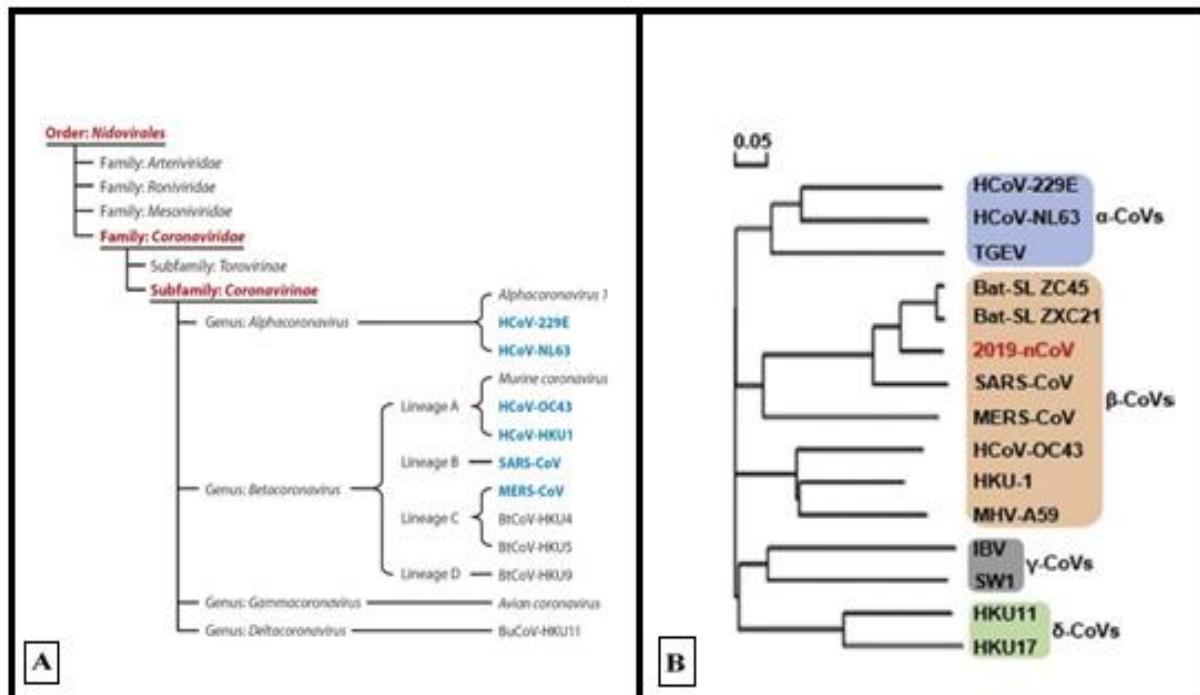 Order: Nidovirales
Family: Arteriviridae
Family: Roniviridae
Family: Mesoniviridae
Family: Coronaviridae
Subfamily: Torovirinae
Subfamily: Coronavirinae
Genus: Alphacoronavirus
Alphacoronavirus 1
HCoV-229E
HCoV-NL63
Genus: Betacoronavirus
Lineage A
Murine coronavirus
HCoV-OC43
HCoV-HKU1
Lineage B
SARS-CoV
Lineage C
MERS-CoV
BtCoV-HKU4
BtCoV-HKU5
Lineage D
BtCoV-HKU9
Genus: Gammacoronavirus
Avian coronavirus
Genus: Deltacoronavirus
BuCoV-HKU11
A
0.05
HCoV-229E
HCoV-NL63
TGEV
α-CoVs
Bat-SL ZC45
Bat-SL ZXC21
2019-nCoV
SARS-CoV
MERS-CoV
HCoV-OC43
HKU-1
MHV-A59
β-CoVs
IBV
SW1
γ-CoVs
HKU11
HKU17
δ-CoVs
B